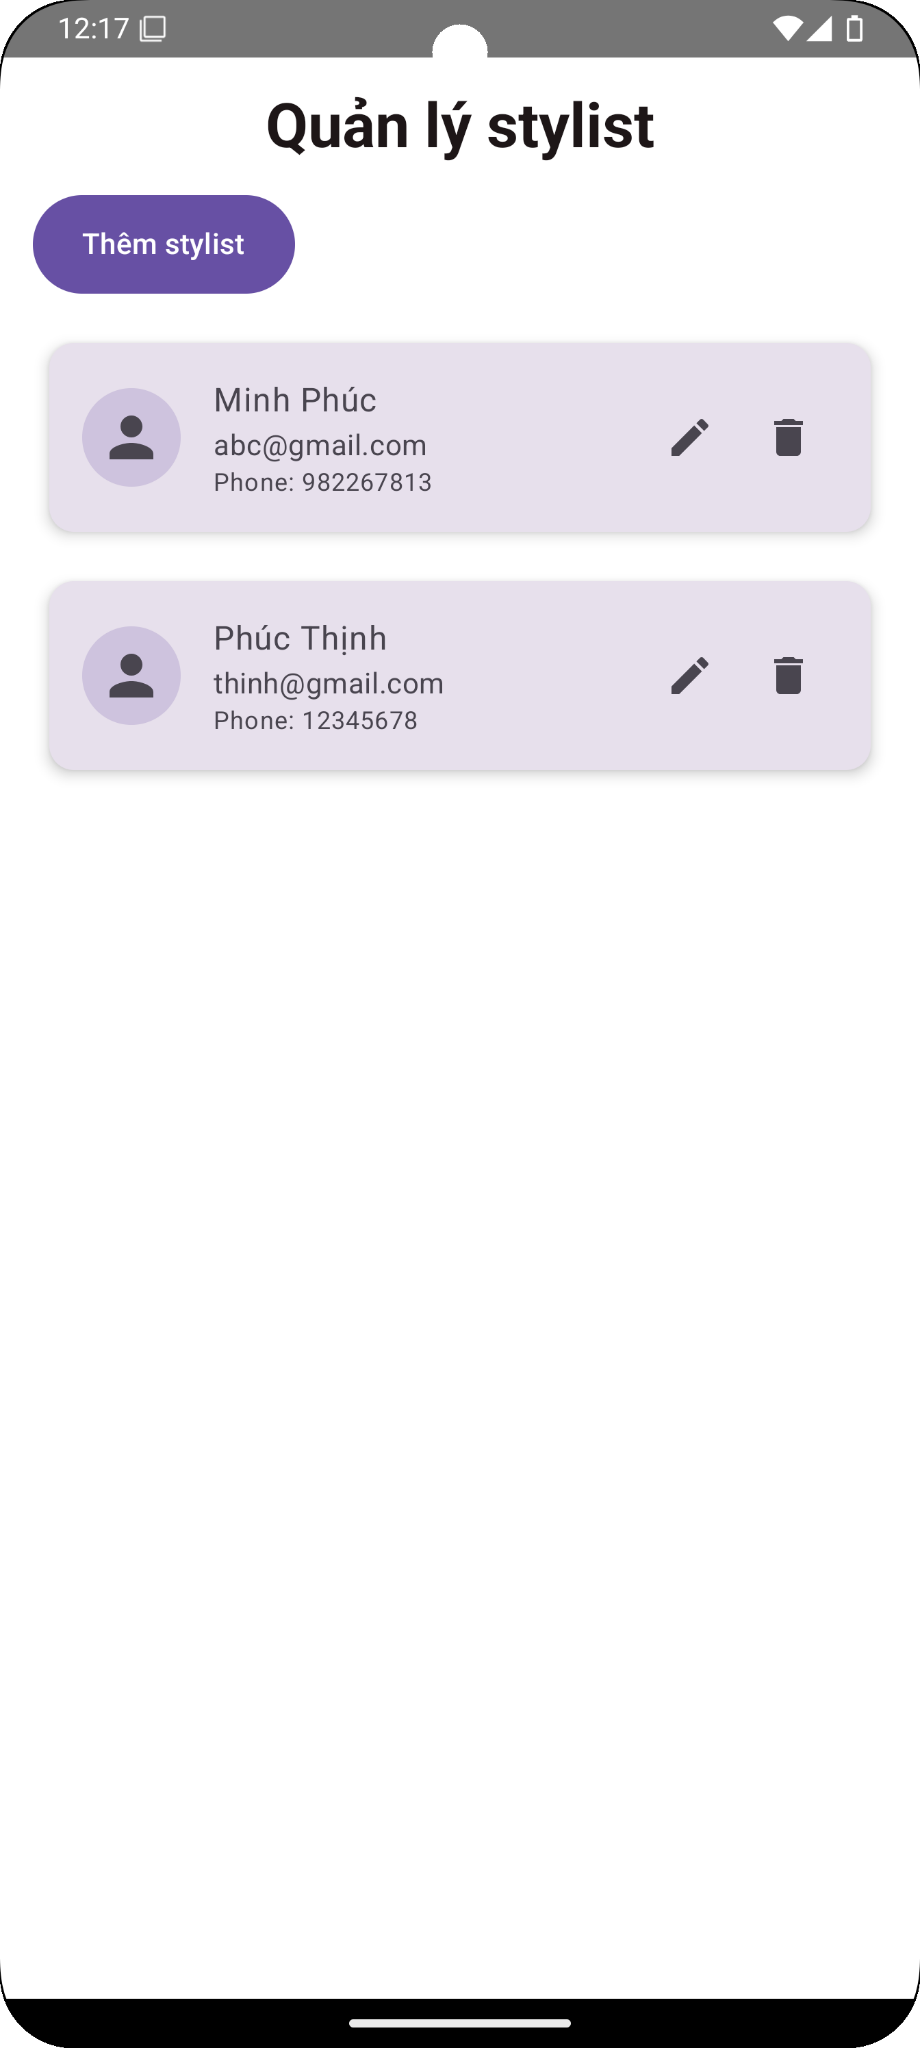 12:17
Quản lý stylist
Thêm stylist
Minh Phúc
abc@gmail.com
Phone: 982267813
Phúc Thịnh
thinh@gmail.com
Phone: 12345678